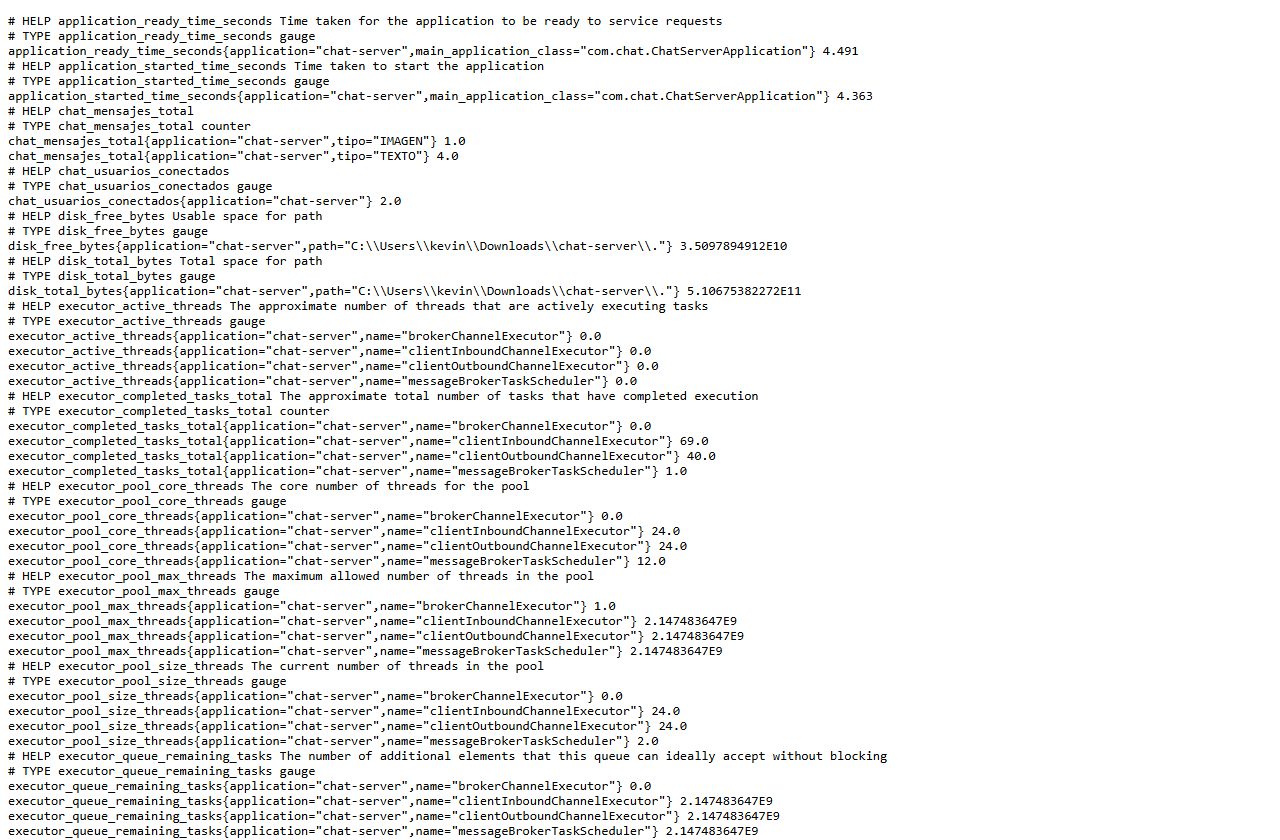 # HELP application_ready_time_seconds Time taken for the application to be ready to service requests
# TYPE application_ready_time_seconds gauge
application_ready_time_seconds{application="chat-server",main_application_class="com.chat.ChatServerApplication"} 4.491
# HELP application_started_time_seconds Time taken to start the application
# TYPE application_started_time_seconds gauge
application_started_time_seconds{application="chat-server",main_application_class="com.chat.ChatServerApplication"} 4.363
# HELP chat_mensajes_total
# TYPE chat_mensajes_total counter
chat_mensajes_total{application="chat-server",tipo="IMAGEN"} 1.0
chat_mensajes_total{application="chat-server",tipo="TEXTO"} 4.0
# HELP chat_usuarios_conectados
# TYPE chat_usuarios_conectados gauge
chat_usuarios_conectados{application="chat-server"} 2.0
# HELP disk_free_bytes Usable space for path
# TYPE disk_free_bytes gauge
disk_free_bytes{application="chat-server",path="C:\\Users\\kevin\\Downloads\\chat-server\\."} 3.5097894912E10
# HELP disk_total_bytes Total space for path
# TYPE disk_total_bytes gauge
disk_total_bytes{application="chat-server",path="C:\\Users\\kevin\\Downloads\\chat-server\\."} 5.10675382272E11
# HELP executor_active_threads The approximate number of threads that are actively executing tasks
# TYPE executor_active_threads gauge
executor_active_threads{application="chat-server",name="brokerChannelExecutor"} 0.0
executor_active_threads{application="chat-server",name="clientInboundChannelExecutor"} 0.0
executor_active_threads{application="chat-server",name="clientOutboundChannelExecutor"} 0.0
executor_active_threads{application="chat-server",name="messageBrokerTaskScheduler"} 0.0
# HELP executor_completed_tasks_total The approximate total number of tasks that have completed execution
# TYPE executor_completed_tasks_total counter
executor_completed_tasks_total{application="chat-server",name="brokerChannelExecutor"} 0.0
executor_completed_tasks_total{application="chat-server",name="clientInboundChannelExecutor"} 69.0
executor_completed_tasks_total{application="chat-server",name="clientOutboundChannelExecutor"} 40.0
executor_completed_tasks_total{application="chat-server",name="messageBrokerTaskScheduler"} 1.0
# HELP executor_pool_core_threads The core number of threads for the pool
# TYPE executor_pool_core_threads gauge
executor_pool_core_threads{application="chat-server",name="brokerChannelExecutor"} 0.0
executor_pool_core_threads{application="chat-server",name="clientInboundChannelExecutor"} 24.0
executor_pool_core_threads{application="chat-server",name="clientOutboundChannelExecutor"} 24.0
executor_pool_core_threads{application="chat-server",name="messageBrokerTaskScheduler"} 12.0
# HELP executor_pool_max_threads The maximum allowed number of threads in the pool
# TYPE executor_pool_max_threads gauge
executor_pool_max_threads{application="chat-server",name="brokerChannelExecutor"} 1.0
executor_pool_max_threads{application="chat-server",name="clientInboundChannelExecutor"} 2.147483647E9
executor_pool_max_threads{application="chat-server",name="clientOutboundChannelExecutor"} 2.147483647E9
executor_pool_max_threads{application="chat-server",name="messageBrokerTaskScheduler"} 2.147483647E9
# HELP executor_pool_size_threads The current number of threads in the pool
# TYPE executor_pool_size_threads gauge
executor_pool_size_threads{application="chat-server",name="brokerChannelExecutor"} 0.0
executor_pool_size_threads{application="chat-server",name="clientInboundChannelExecutor"} 24.0
executor_pool_size_threads{application="chat-server",name="clientOutboundChannelExecutor"} 24.0
executor_pool_size_threads{application="chat-server",name="messageBrokerTaskScheduler"} 2.0
# HELP executor_queue_remaining_tasks The number of additional elements that this queue can ideally accept without blocking
# TYPE executor_queue_remaining_tasks gauge
executor_queue_remaining_tasks{application="chat-server",name="brokerChannelExecutor"} 0.0
executor_queue_remaining_tasks{application="chat-server",name="clientInboundChannelExecutor"} 2.147483647E9
executor_queue_remaining_tasks{application="chat-server",name="clientOutboundChannelExecutor"} 2.147483647E9
executor_queue_remaining_tasks{application="chat-server",name="messageBrokerTaskScheduler"} 2.147483647E9